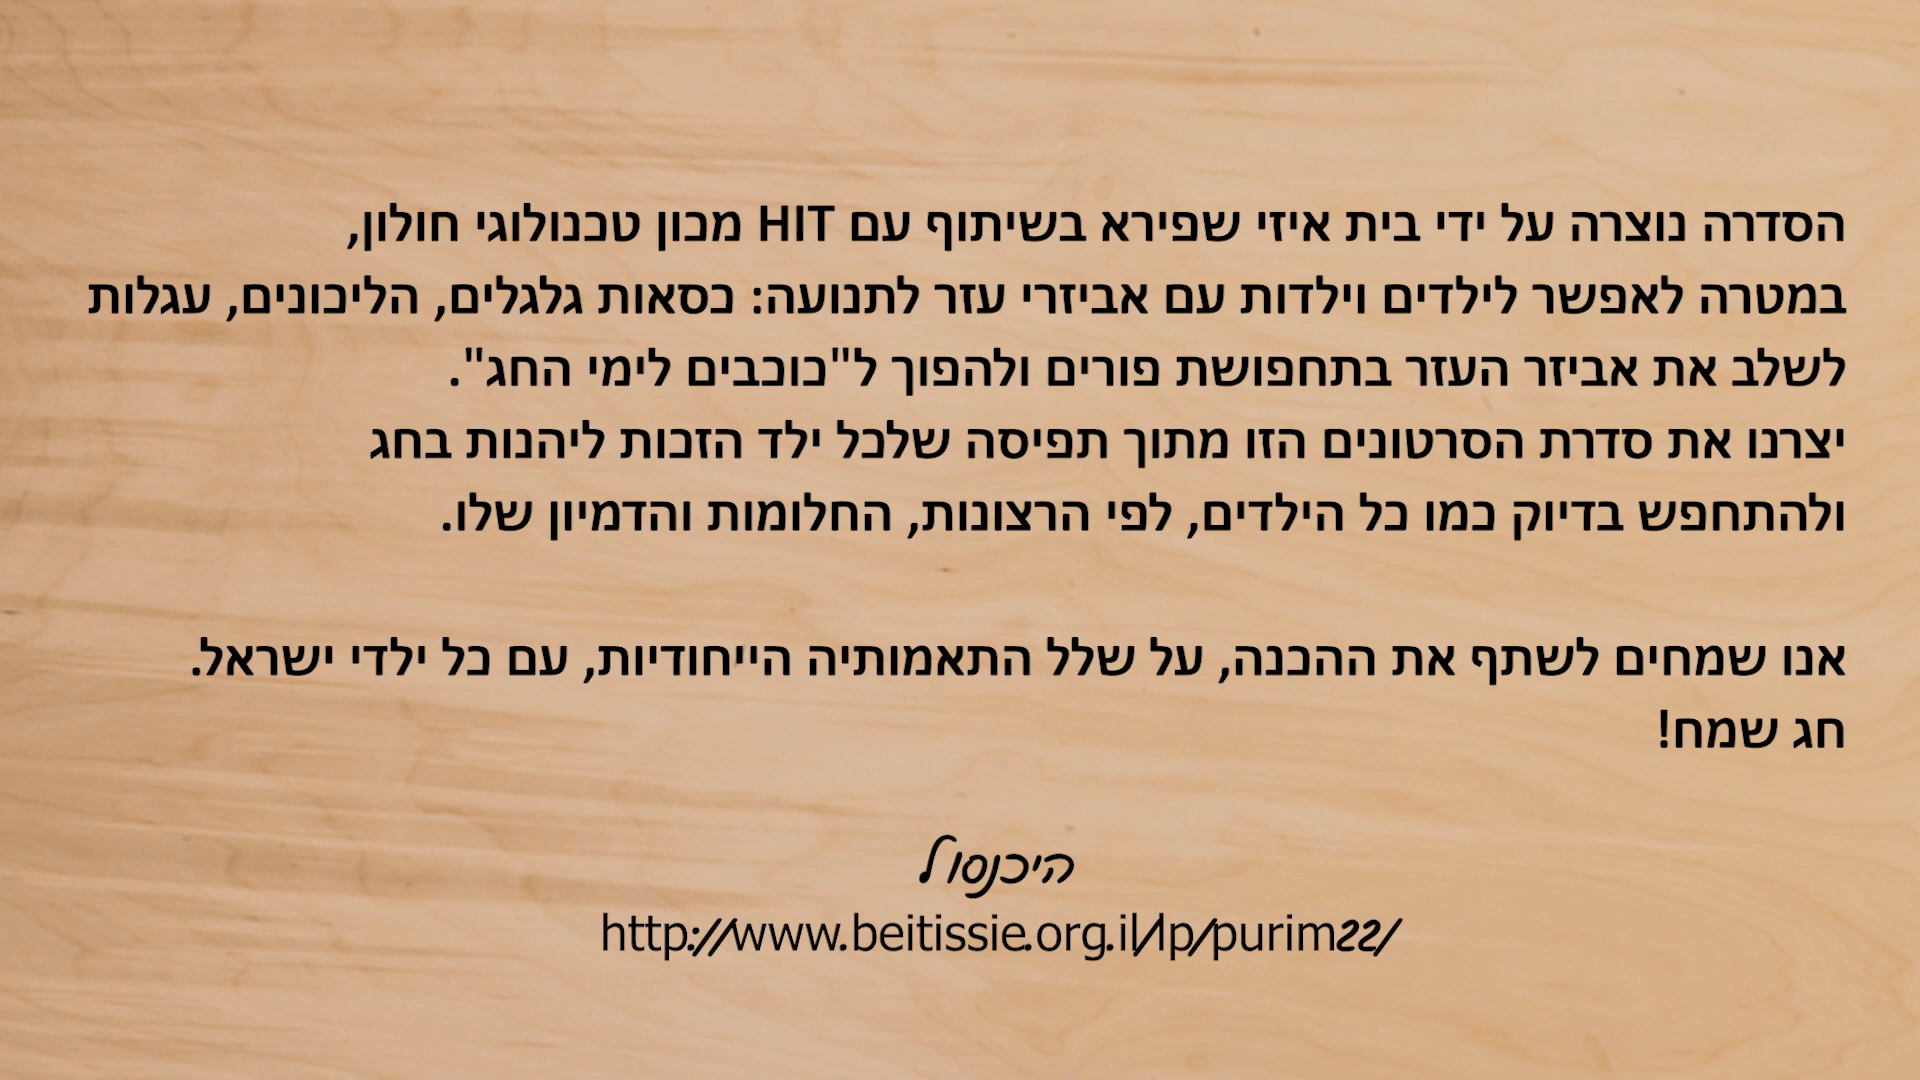 הסדרה נוצרה על ידי בית איזי שפירא בשיתוף עם HIT מכון טכנולוגי חולון,
במטרה לאפשר לילדים וילדות עם אביזרי עזר לתנועה: כסאות גלגלים, הליכונים, עגלות
לשלב את אביזר העזר בתחפושת פורים ולהפוך ל"כוכבים לימי החג".
יצרנו את סדרת הסרטונים הזו מתוך תפיסה שלכל ילד הזכות ליהנות בחג
ולהתחפש בדיוק כמו כל הילדים, לפי הרצונות, החלומות והדמיון שלו.
אנו שמחים לשתף את ההכנה, על שלל התאמותיה הייחודיות, עם כל ילדי ישראל.
חג שמח!
היכנסו ל
http://www.beitissie.org.il/lp/purim22/